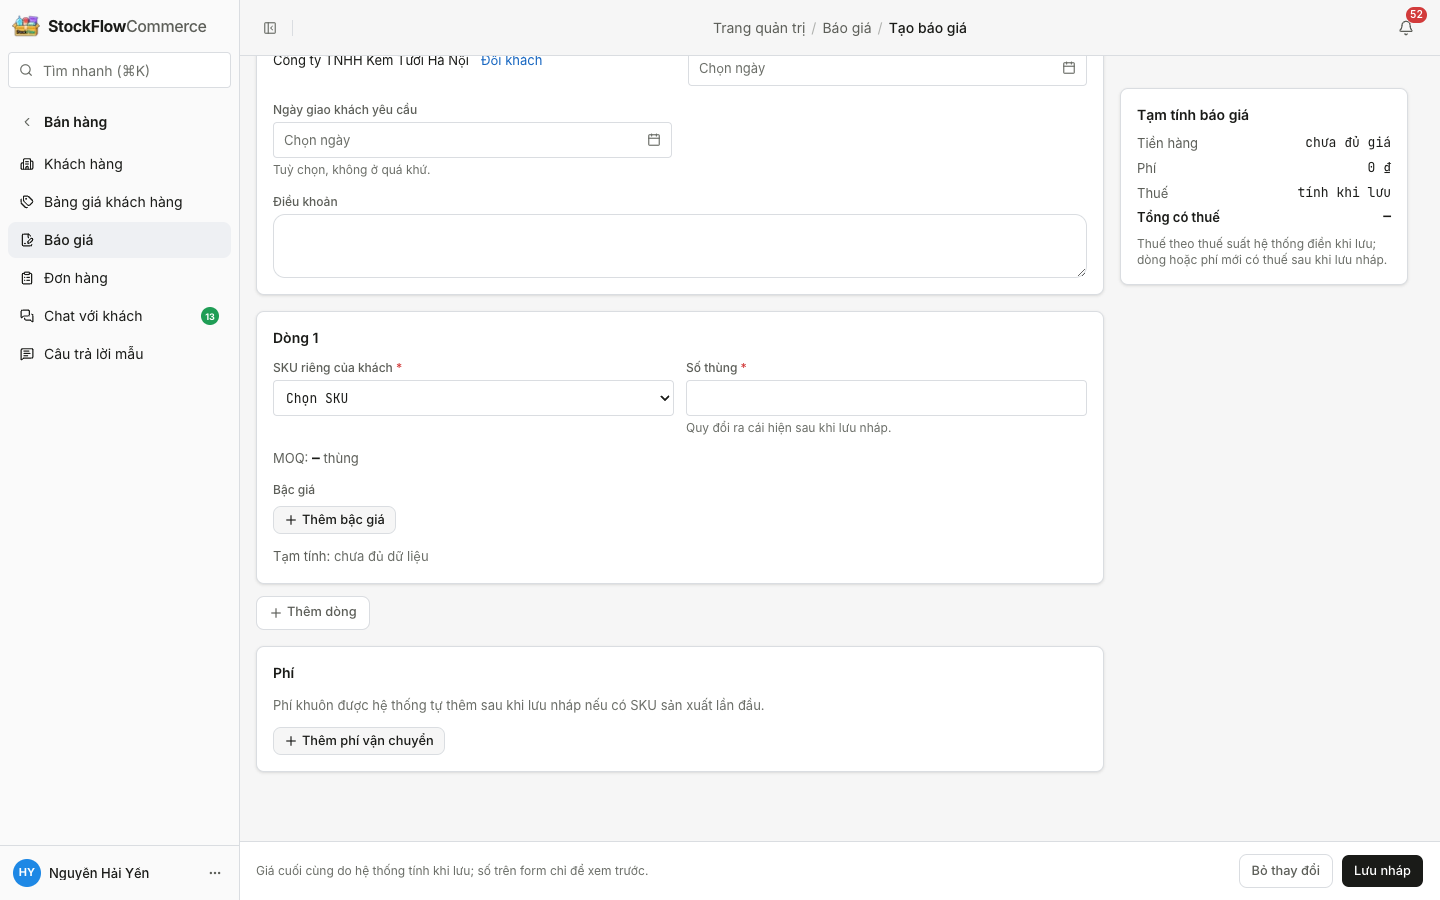 StockFlowCommerce
Tìm nhanh (⌘K)
Bán hàng
Khách hàng
Bảng giá khách hàng
Báo giá
Đơn hàng
Chat với khách
13
Câu trả lời mẫu
HY
Nguyễn Hải Yến
Trang quản trị / Báo giá / Tạo báo giá
52
Công ty TNHH Kem Tươi Hà Nội Đổi khách
Chọn ngày
Ngày giao khách yêu cầu
Chọn ngày
Tuỳ chọn, không ở quá khứ.
Điều khoản
Dòng 1
SKU riêng của khách *
Số thùng *
Chọn SKU
Quy đổi ra cái hiện sau khi lưu nháp.
MOQ: – thùng
Bậc giá
+ Thêm bậc giá
Tạm tính: chưa đủ dữ liệu
+ Thêm dòng
Phí
Phí khuôn được hệ thống tự thêm sau khi lưu nháp nếu có SKU sản xuất lần đầu.
+ Thêm phí vận chuyển
Tạm tính báo giá
Tiền hàng chưa đủ giá
Phí 0 ₫
Thuế tính khi lưu
Tổng có thuế –
Thuế theo thuế suất hệ thống điền khi lưu;
dòng hoặc phí mới có thuế sau khi lưu nháp.
Giá cuối cùng do hệ thống tính khi lưu; số trên form chỉ để xem trước.
Bỏ thay đổi
Lưu nháp